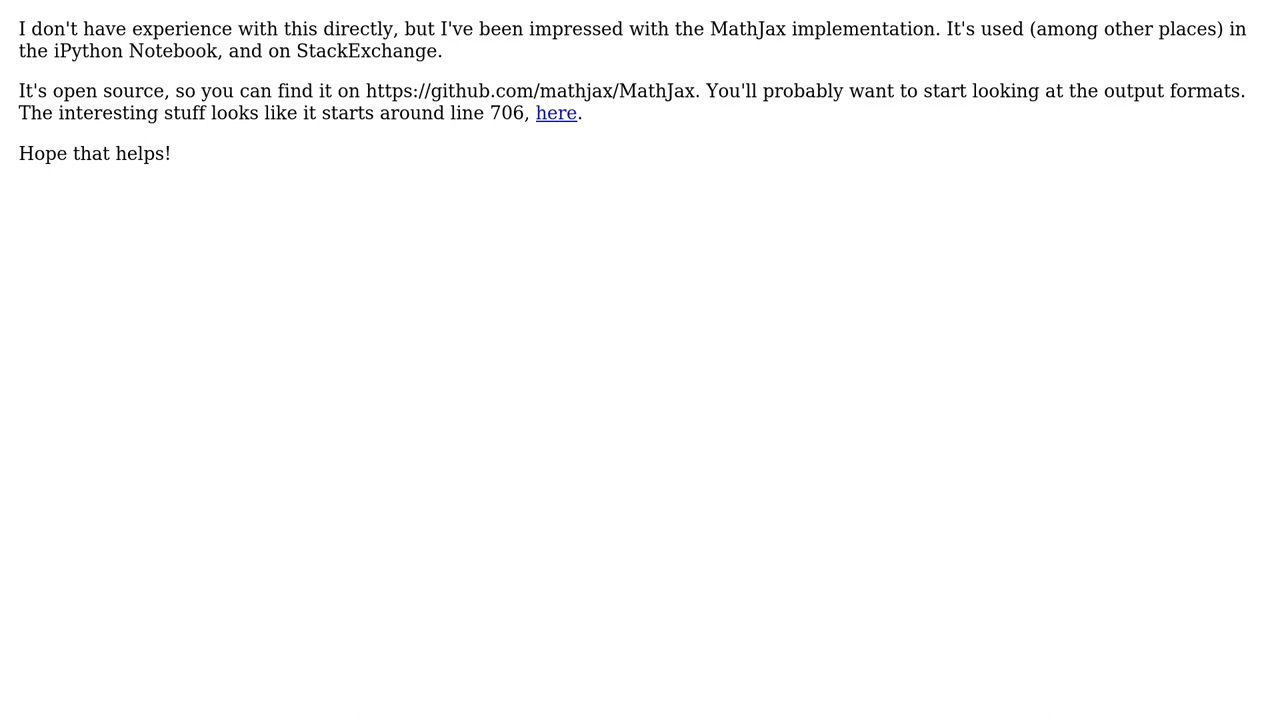 I don't have experience with this directly, but I've been impressed with the MathJax implementation. It's used (among other places) in
the iPython Notebook, and on StackExchange.
It's open source, so you can find it on https://github.com/mathjax/MathJax. You'll probably want to start looking at the output formats.
The interesting stuff looks like it starts around line 706, here.
Hope that helps!